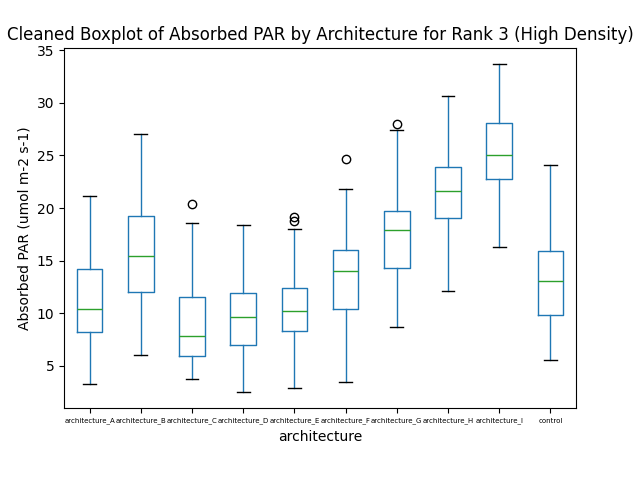 Cleaned Boxplot of Absorbed PAR by Architecture for Rank 3 (High Density)
35
30
25
20
15
10
5
Absorbed PAR (umol m-2 s-1)
architecture_A architecture_B architecture_C architecture_D architecture_E architecture_F architecture_G architecture_H architecture_I control
architecture